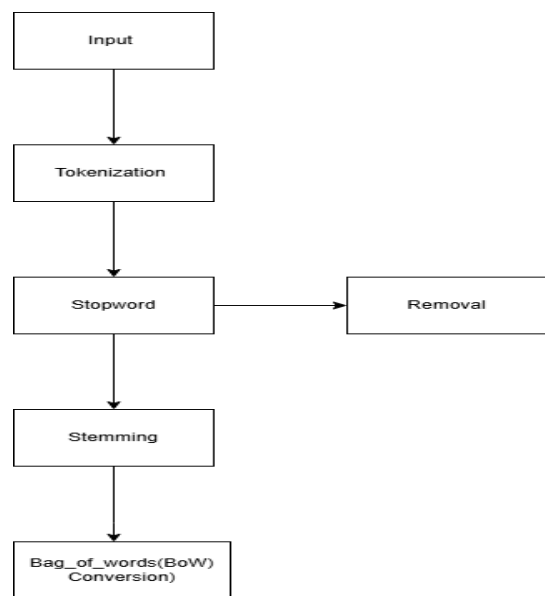 Input
Tokenization
Stopword
Removal
Stemming
Bag_of_words(BoW)
Conversion)